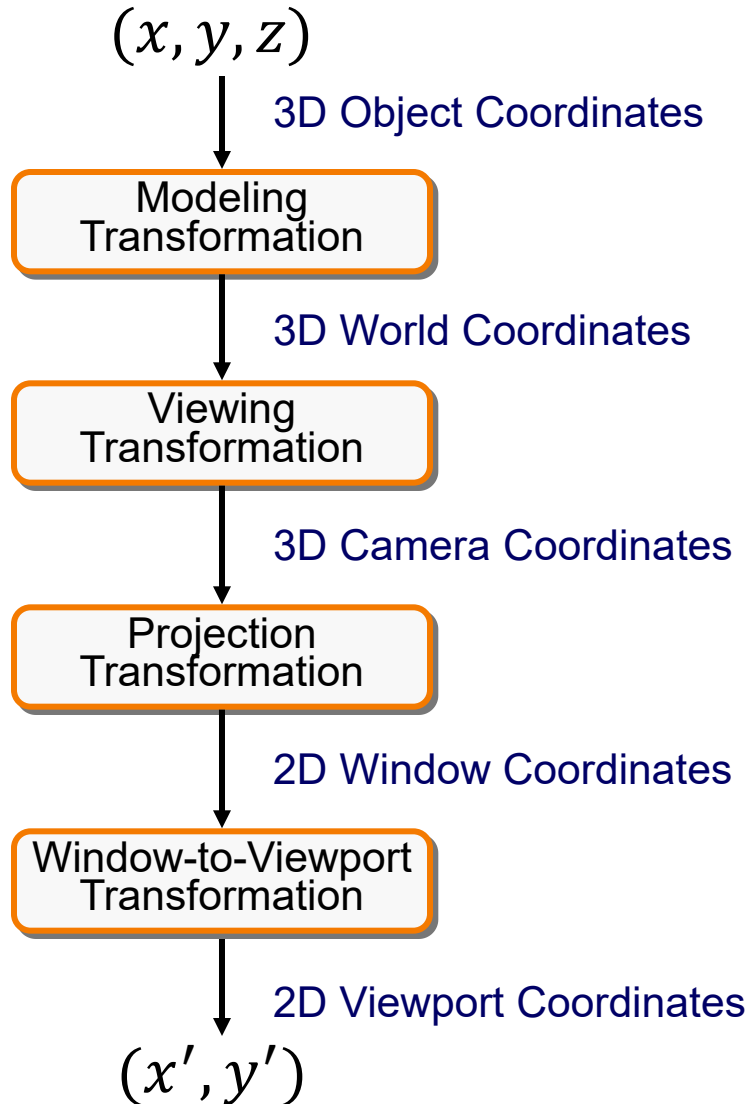 (x, y, z)
3D Object Coordinates
Modeling
Transformation
3D World Coordinates
Viewing
Transformation
3D Camera Coordinates
Projection
Transformation
2D Window Coordinates
Window-to-Viewport
Transformation
2D Viewport Coordinates
(x′, y′)